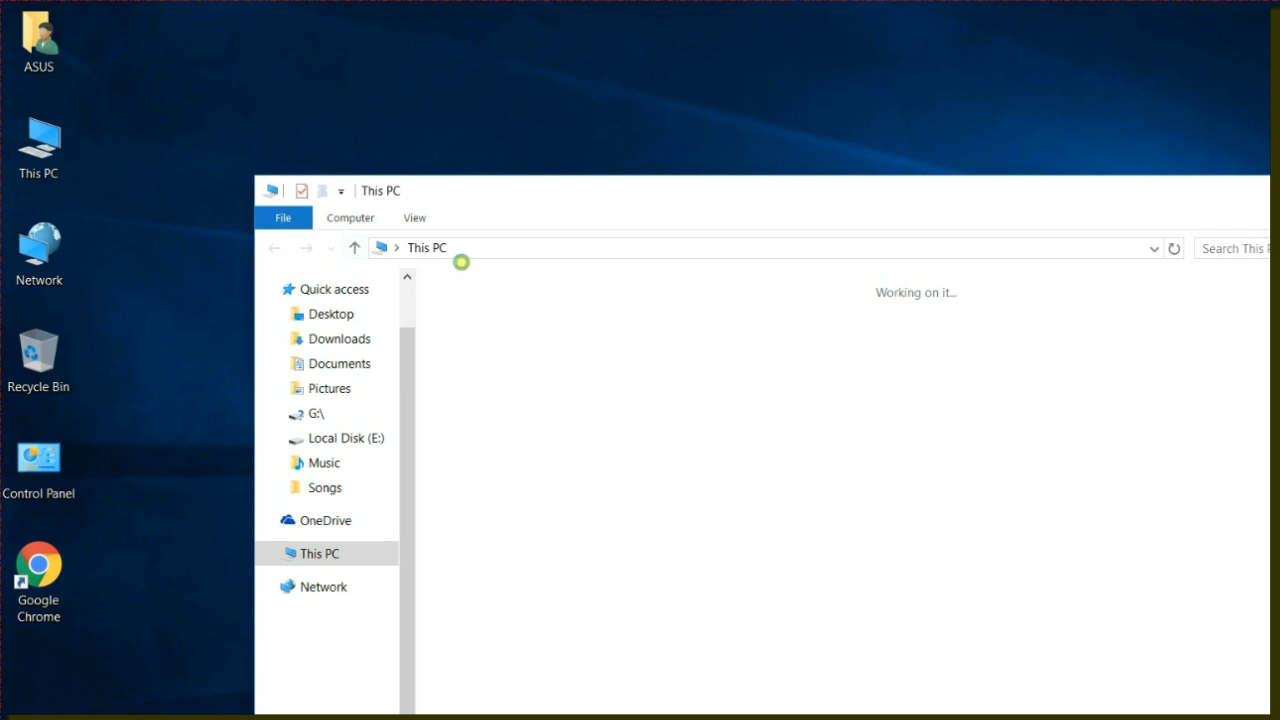 ASUS
This PC
Network
Recycle Bin
Control Panel
Google
Chrome
This PC
File Computer View
This PC
Search This P
Working on it...
Quick access
Desktop
Downloads
Documents
Pictures
G:\
Local Disk (E:)
Music
Songs
OneDrive
This PC
Network